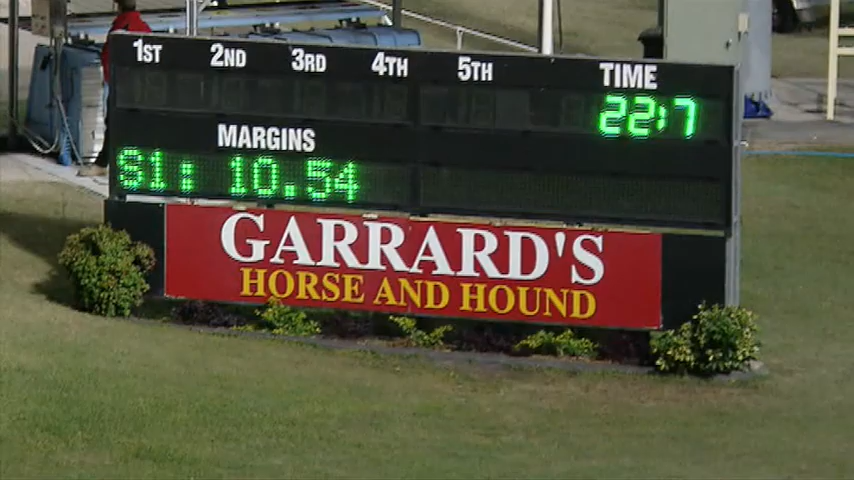 1ST 2ND 3RD 4TH 5TH TIME
22:7
MARGINS
S1: 10.54
GARRARD'S
HORSE AND HOUND